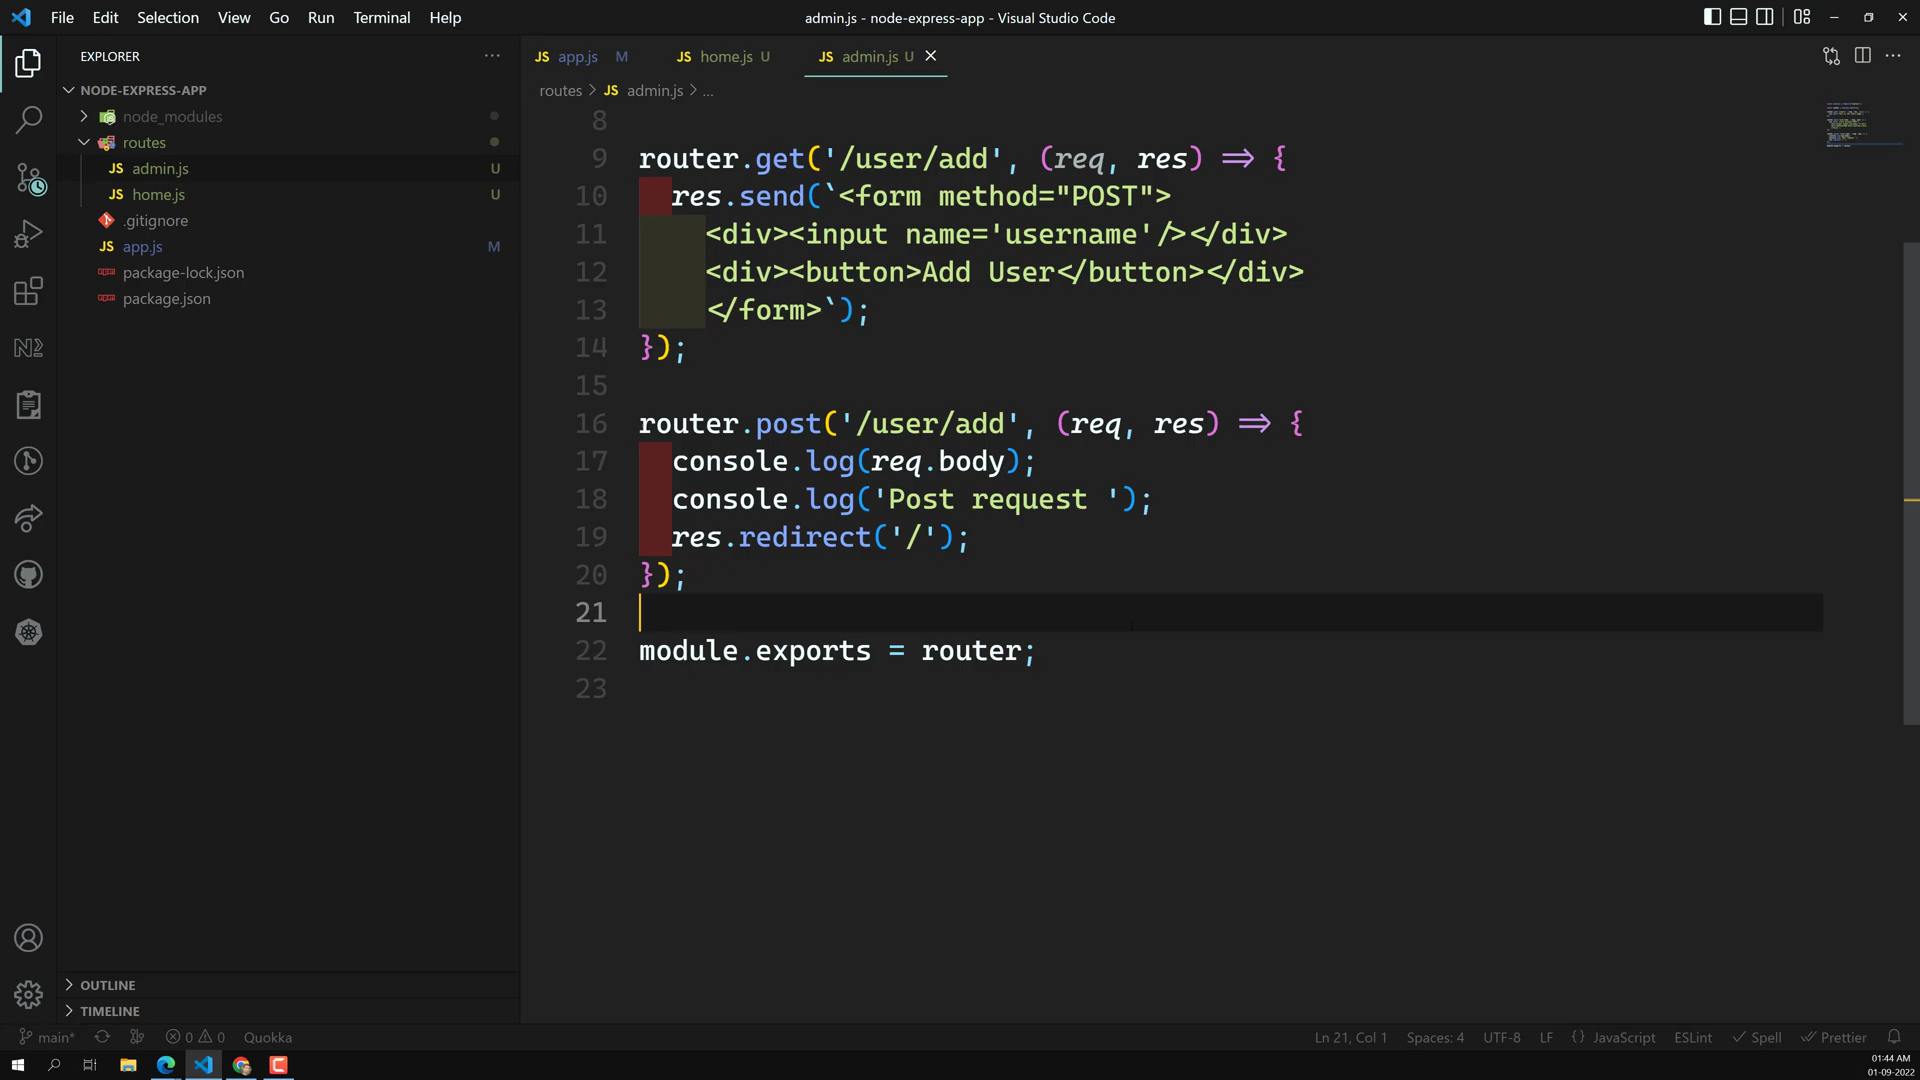 File Edit Selection View Go Run Terminal Help
admin.js - node-express-app - Visual Studio Code
EXPLORER
NODE-EXPRESS-APP
node_modules
routes
JS admin.js U
JS home.js U
.gitignore
JS app.js M
package-lock.json
package.json
OUTLINE
TIMELINE
JS app.js M JS home.js U JS admin.js U
routes > JS admin.js > ...
8
9 router.get('/user/add', (req, res) => {
10 res.send(`<form method="POST">
11 <div><input name='username'/></div>
12 <div><button>Add User</button></div>
13 </form>`);
14 });
15
16 router.post('/user/add', (req, res) => {
17 console.log(req.body);
18 console.log('Post request ');
19 res.redirect('/');
20 });
21
22 module.exports = router;
23
main* 0 0 Quokka Ln 21, Col 1 Spaces: 4 UTF-8 LF {} JavaScript ESLint Spell Prettier
01:44 AM
01-09-2022